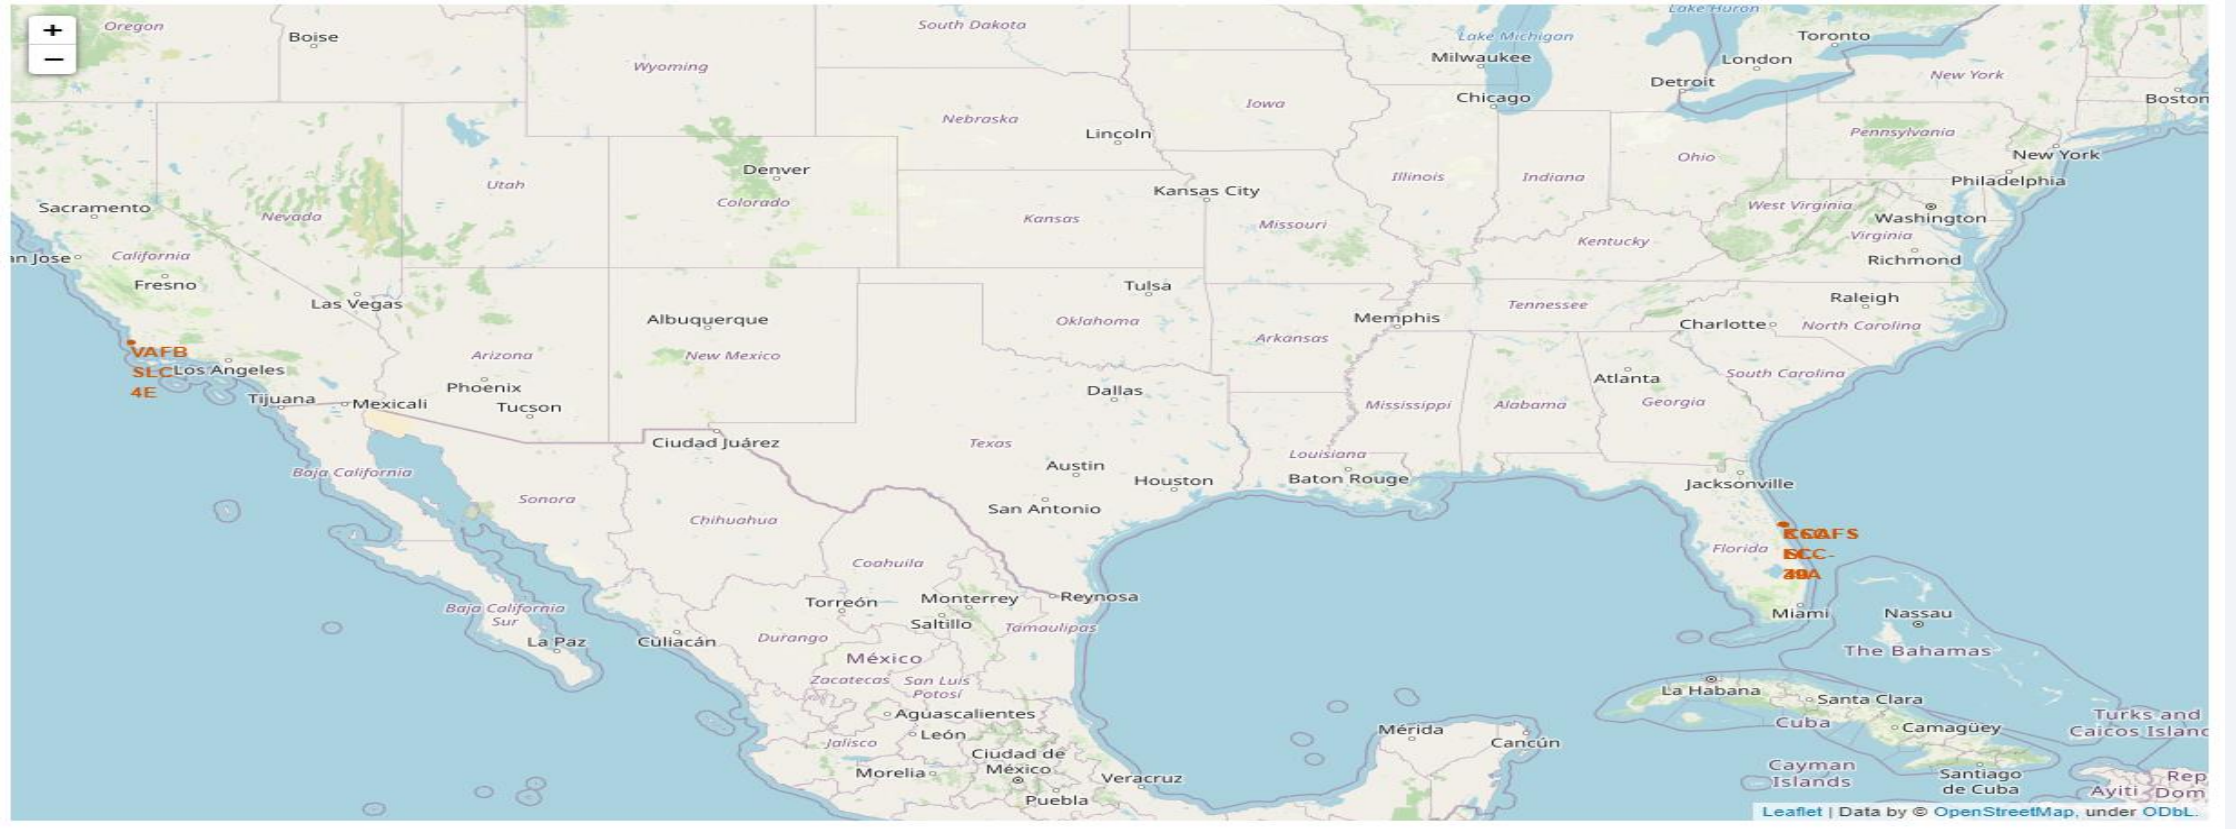 +
−
Oregon
Boise
Wyoming
South Dakota
Lake Michigan
Milwaukee
Chicago
Lake Huron
Toronto
London
Detroit
New York
Boston
Iowa
Nebraska
Lincoln
Pennsylvania
New York
Philadelphia
Ohio
Illinois
Indiana
Denver
Colorado
Utah
Nevada
Sacramento
Kansas City
Kansas
Missouri
West Virginia
Washington
Virginia
Richmond
Kentucky
an Jose
California
Fresno
Las Vegas
Tulsa
Albuquerque
Oklahoma
Memphis
Tennessee
Raleigh
Charlotte
North Carolina
Arkansas
VAFB
SLC
4E
Los Angeles
Arizona
New Mexico
Phoenix
Tucson
Tijuana
Mexicali
Dallas
Atlanta
South Carolina
Mississippi
Alabama
Georgia
Ciudad Juárez
Texas
Louisiana
Baja California
Austin
Houston
Baton Rouge
Jacksonville
Sonora
San Antonio
Chihuahua
Florida
Coahuila
Baja California
Sur
La Paz
Culiacán
Torreón
Monterrey
Reynosa
Saltillo
Tamaulipas
Durango
México
Zacatecas
San Luis
Potosí
Miami
Nassau
The Bahamas
La Habana
Santa Clara
Cuba
Camagüey
Turks and
Caicos Islanc
Aguascalientes
León
Jalisco
Ciudad de
México
Morelia
Veracruz
Puebla
Mérida
Cancún
Cayman
Islands
Santiago
de Cuba
Rep
Ayiti
Dom
Leaflet | Data by © OpenStreetMap, under ODbL.